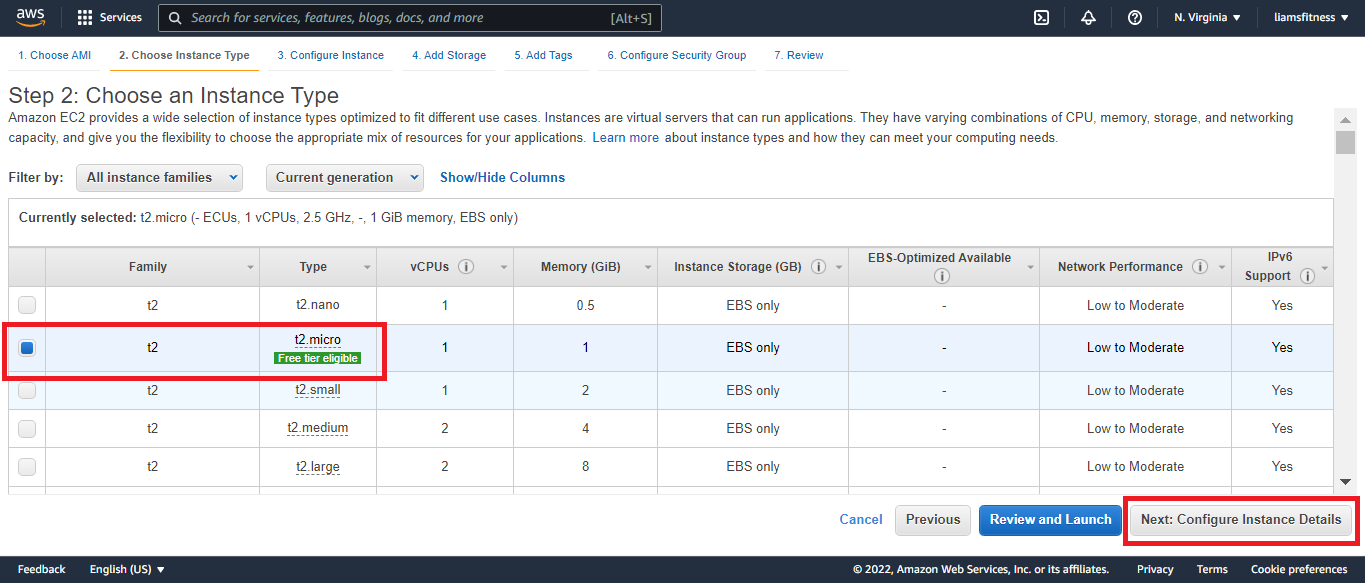 aws
Services
Search for services, features, blogs, docs, and more
[Alt+S]
N. Virginia
liamsfitness
1. Choose AMI
2. Choose Instance Type
3. Configure Instance
4. Add Storage
5. Add Tags
6. Configure Security Group
7. Review
Step 2: Choose an Instance Type
Amazon EC2 provides a wide selection of instance types optimized to fit different use cases. Instances are virtual servers that can run applications. They have varying combinations of CPU, memory, storage, and networking
capacity, and give you the flexibility to choose the appropriate mix of resources for your applications. Learn more about instance types and how they can meet your computing needs.
Filter by: All instance families Current generation Show/Hide Columns
Currently selected: t2.micro (- ECUs, 1 vCPUs, 2.5 GHz, -, 1 GiB memory, EBS only)
Family Type vCPUs Memory (GiB) Instance Storage (GB) EBS-Optimized Available Network Performance IPv6 Support
t2 t2.nano 1 0.5 EBS only - Low to Moderate Yes
t2 t2.micro 1 1 EBS only - Low to Moderate Yes
Free tier eligible
t2 t2.small 1 2 EBS only - Low to Moderate Yes
t2 t2.medium 2 4 EBS only - Low to Moderate Yes
t2 t2.large 2 8 EBS only - Low to Moderate Yes
Cancel Previous Review and Launch Next: Configure Instance Details
Feedback English (US) © 2022, Amazon Web Services, Inc. or its affiliates. Privacy Terms Cookie preferences